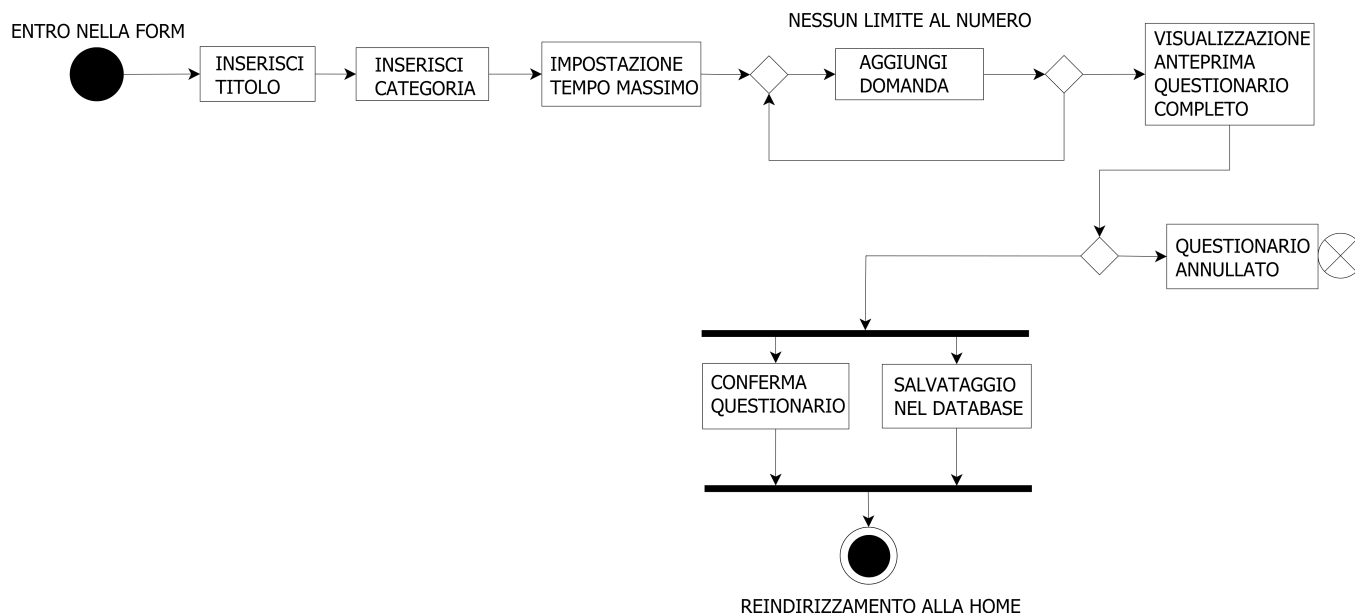 ENTRO NELLA FORM
INSERISCI
TITOLO
INSERISCI
CATEGORIA
IMPOSTAZIONE
TEMPO MASSIMO
NESSUN LIMITE AL NUMERO
AGGIUNGI
DOMANDA
VISUALIZZAZIONE
ANTEPRIMA
QUESTIONARIO
COMPLETO
QUESTIONARIO
ANNULLATO
CONFERMA
QUESTIONARIO
SALVATAGGIO
NEL DATABASE
REINDIRIZZAMENTO ALLA HOME